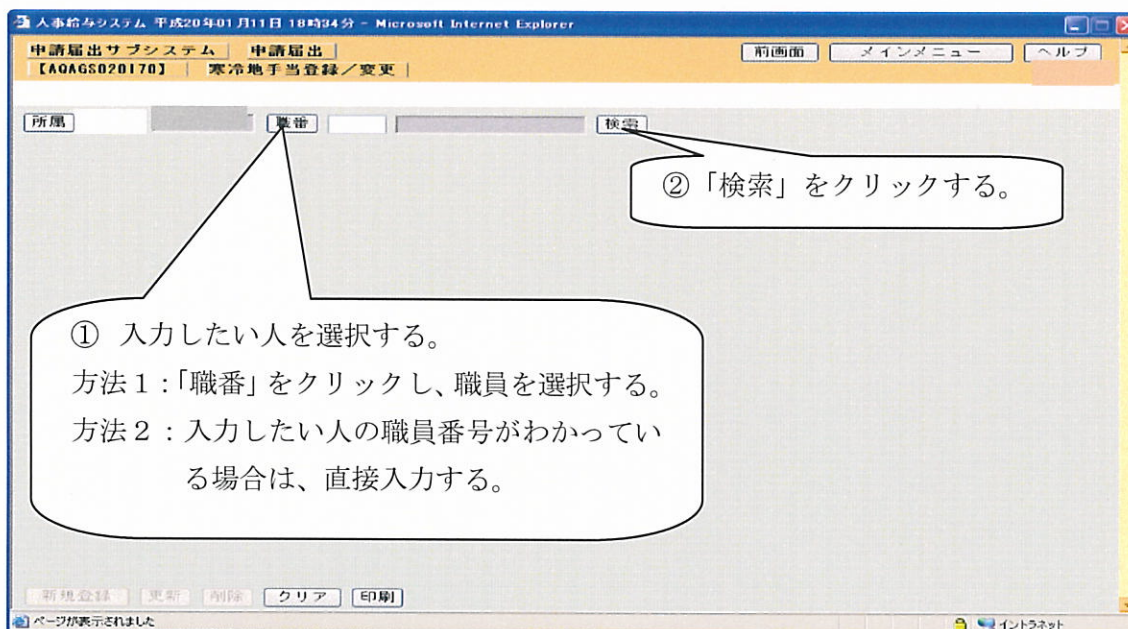 人事給与システム 平成20年01月11日 18時34分 - Microsoft Internet Explorer
申請届出サブシステム 申請届出 前画面 メインメニュー ヘルプ
【AQAGS020170】 寒冷地手当登録／変更
所属 職番 検索
②「検索」をクリックする。
① 入力したい人を選択する。
方法１：「職番」をクリックし、職員を選択する。
方法２：入力したい人の職員番号がわかってい
る場合は、直接入力する。
新規登録 更新 削除 クリア 印刷
ページが表示されました イントラネット